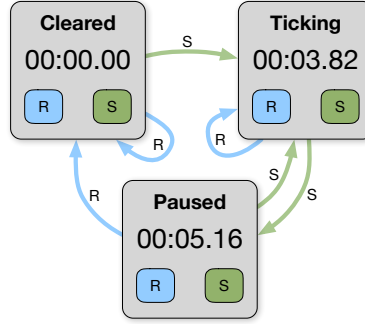 Cleared
00:00.00
R S
S
Ticking
00:03.82
R S
R
R
S
S
R
Paused
00:05.16
R S